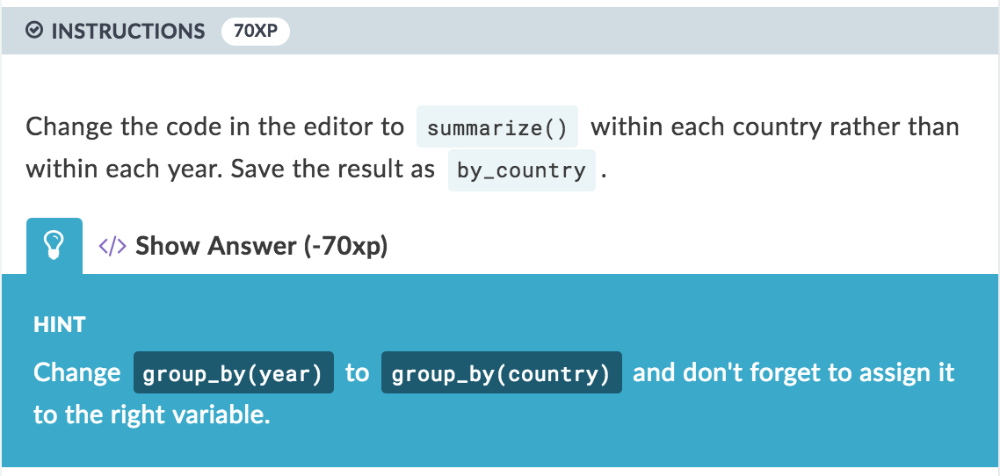 INSTRUCTIONS 70XP
Change the code in the editor to summarize() within each country rather than
within each year. Save the result as by_country .
</> Show Answer (-70xp)
HINT
Change group_by(year) to group_by(country) and don't forget to assign it
to the right variable.